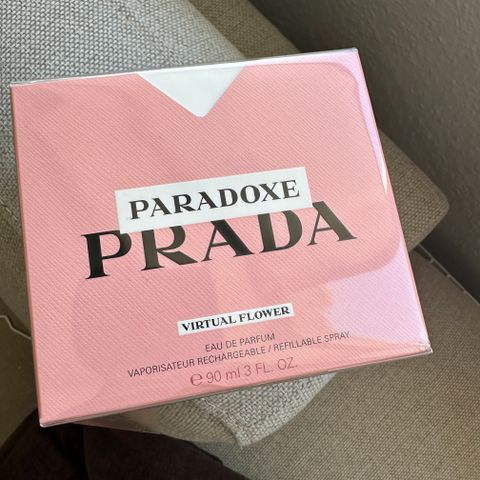 PARADOXE
PRADA
VIRTUAL FLOWER
EAU DE PARFUM
VAPORISATEUR RECHARGEABLE / REFILLABLE SPRAY
℮ 90 ml 3 FL. OZ.